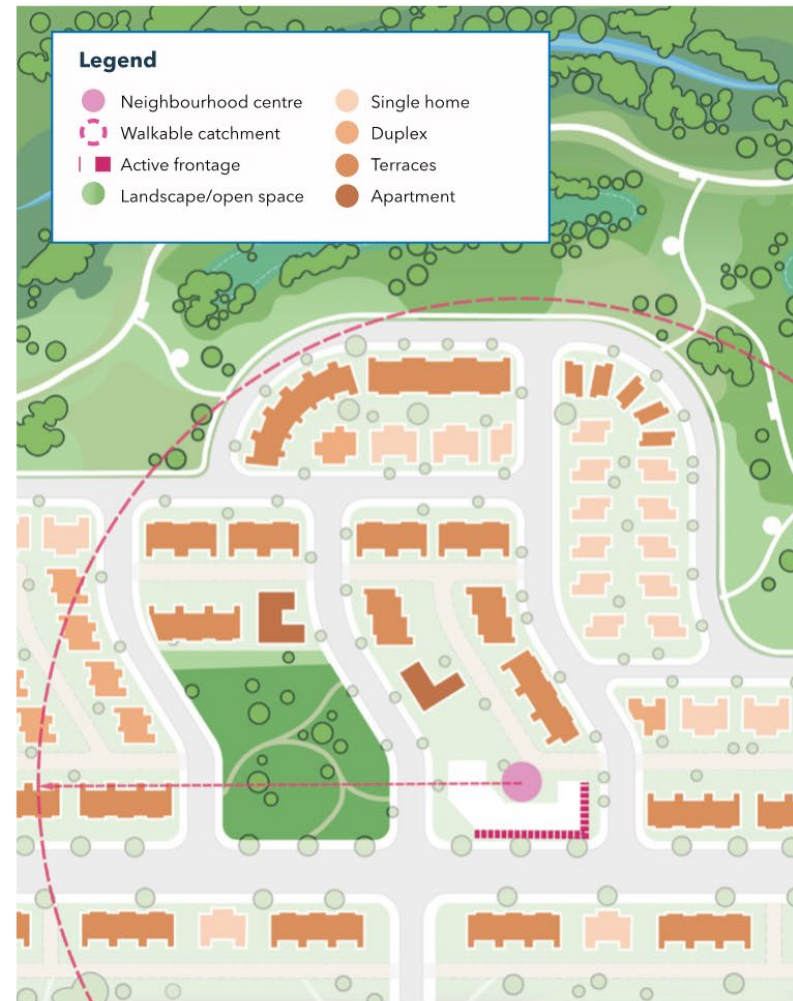 Legend
Neighbourhood centre
Walkable catchment
Active frontage
Landscape/open space
Single home
Duplex
Terraces
Apartment